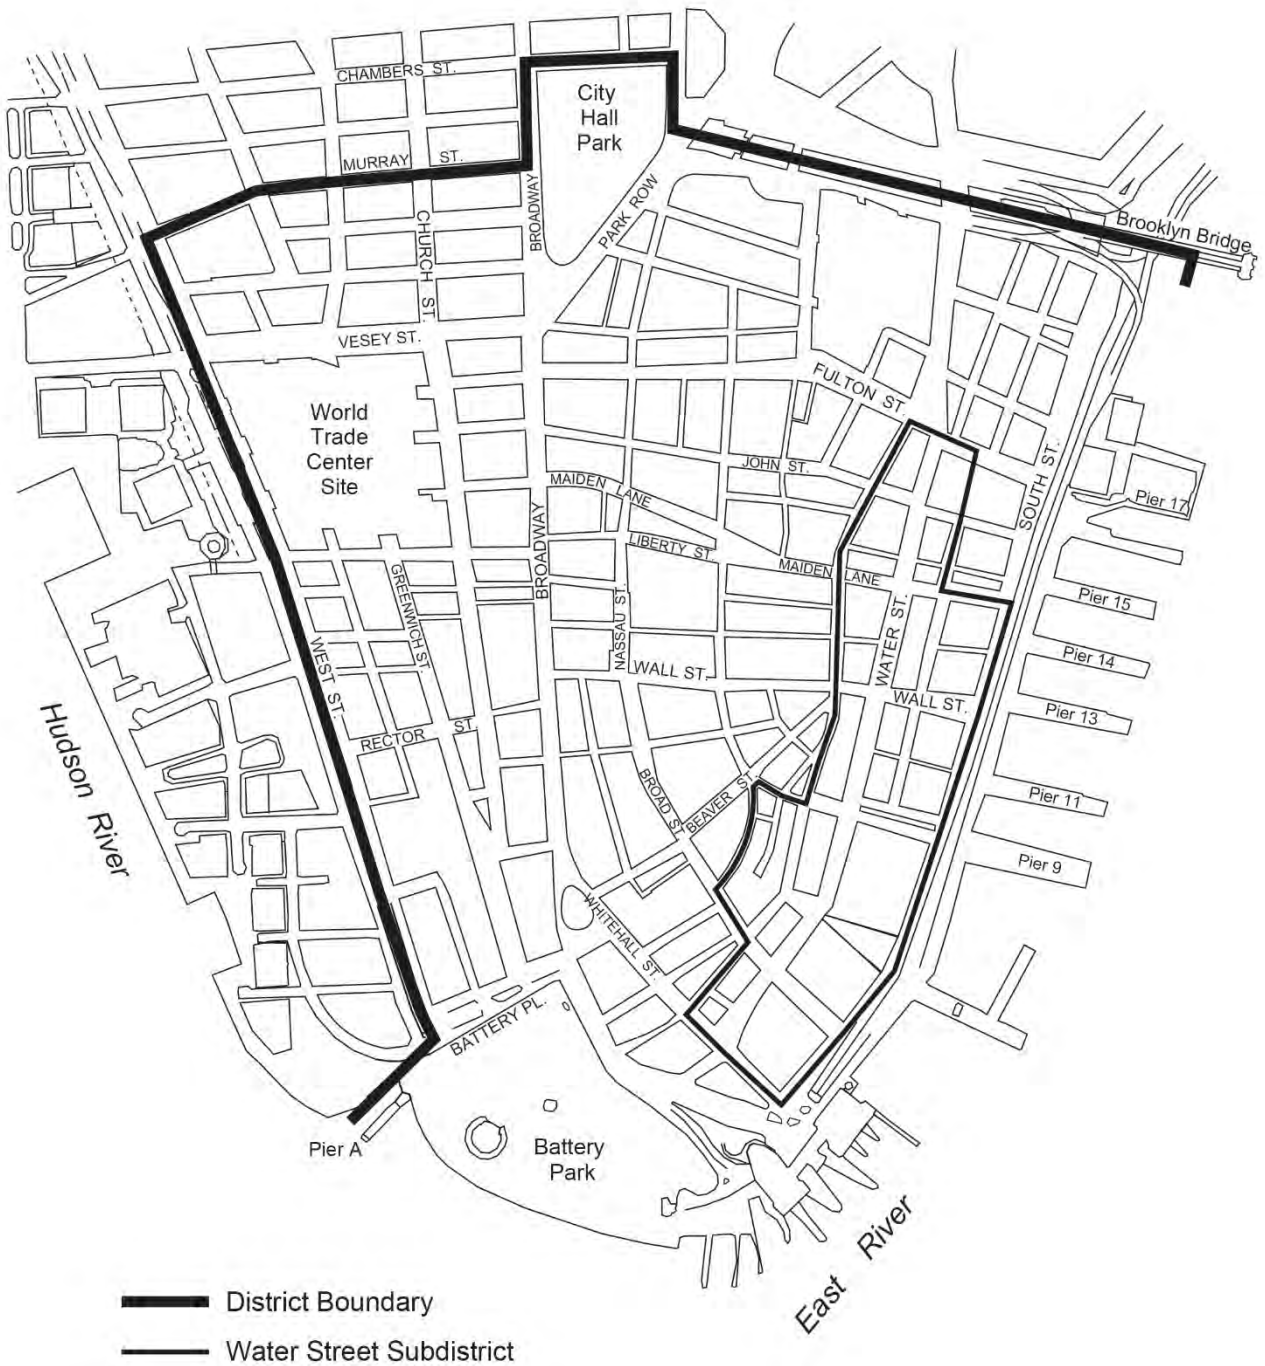 CHAMBERS ST.
City
Hall
Park
MURRAY ST.
BROADWAY
PARK ROW
CHURCH ST.
Brooklyn Bridge
VESEY ST.
FULTON ST.
World
Trade
Center
Site
JOHN ST.
SOUTH ST.
MAIDEN LANE
Pier 17
BROADWAY
LIBERTY ST.
MAIDEN LANE
GREENWICH ST.
NASSAU ST.
Pier 15
WATER ST.
WEST ST.
WALL ST.
Pier 14
WALL ST.
Pier 13
RECTOR ST.
Hudson River
BROAD ST.
BEAVER ST.
Pier 11
Pier 9
WHITEHALL ST.
BATTERY PL.
Pier A
Battery
Park
East River
District Boundary
Water Street Subdistrict